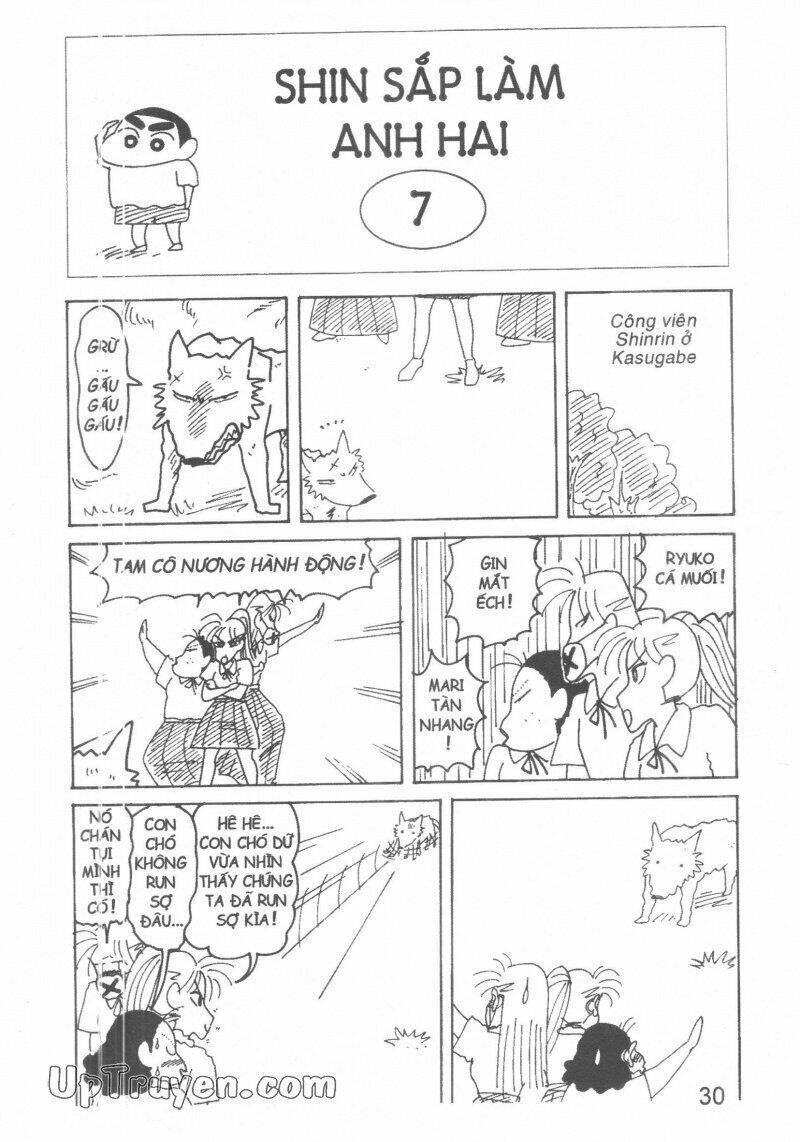 SHIN SẮP LÀM
ANH HAI
7
Công viên
Shinrin ở
Kasugabe
GRỪ
...
GẤU
GẤU
GẤU!
RYUKO
CÁ MUỐI!
GIN
MẮT
ẾCH!
MARI
TÀN
NHANG
!
TAM CÔ NƯƠNG HÀNH ĐỘNG!
HÊ HÊ...
CON CHÓ DỮ
VỪA NHÌN
THẤY CHÚNG
TA ĐÃ RUN
SỢ KÌA!
CON
CHÓ
KHÔNG
RUN
SỢ
ĐÂU...
NÓ
CHÁN
TỤI
MÌNH
THÌ
CÓ!
UpTruyen.com
30